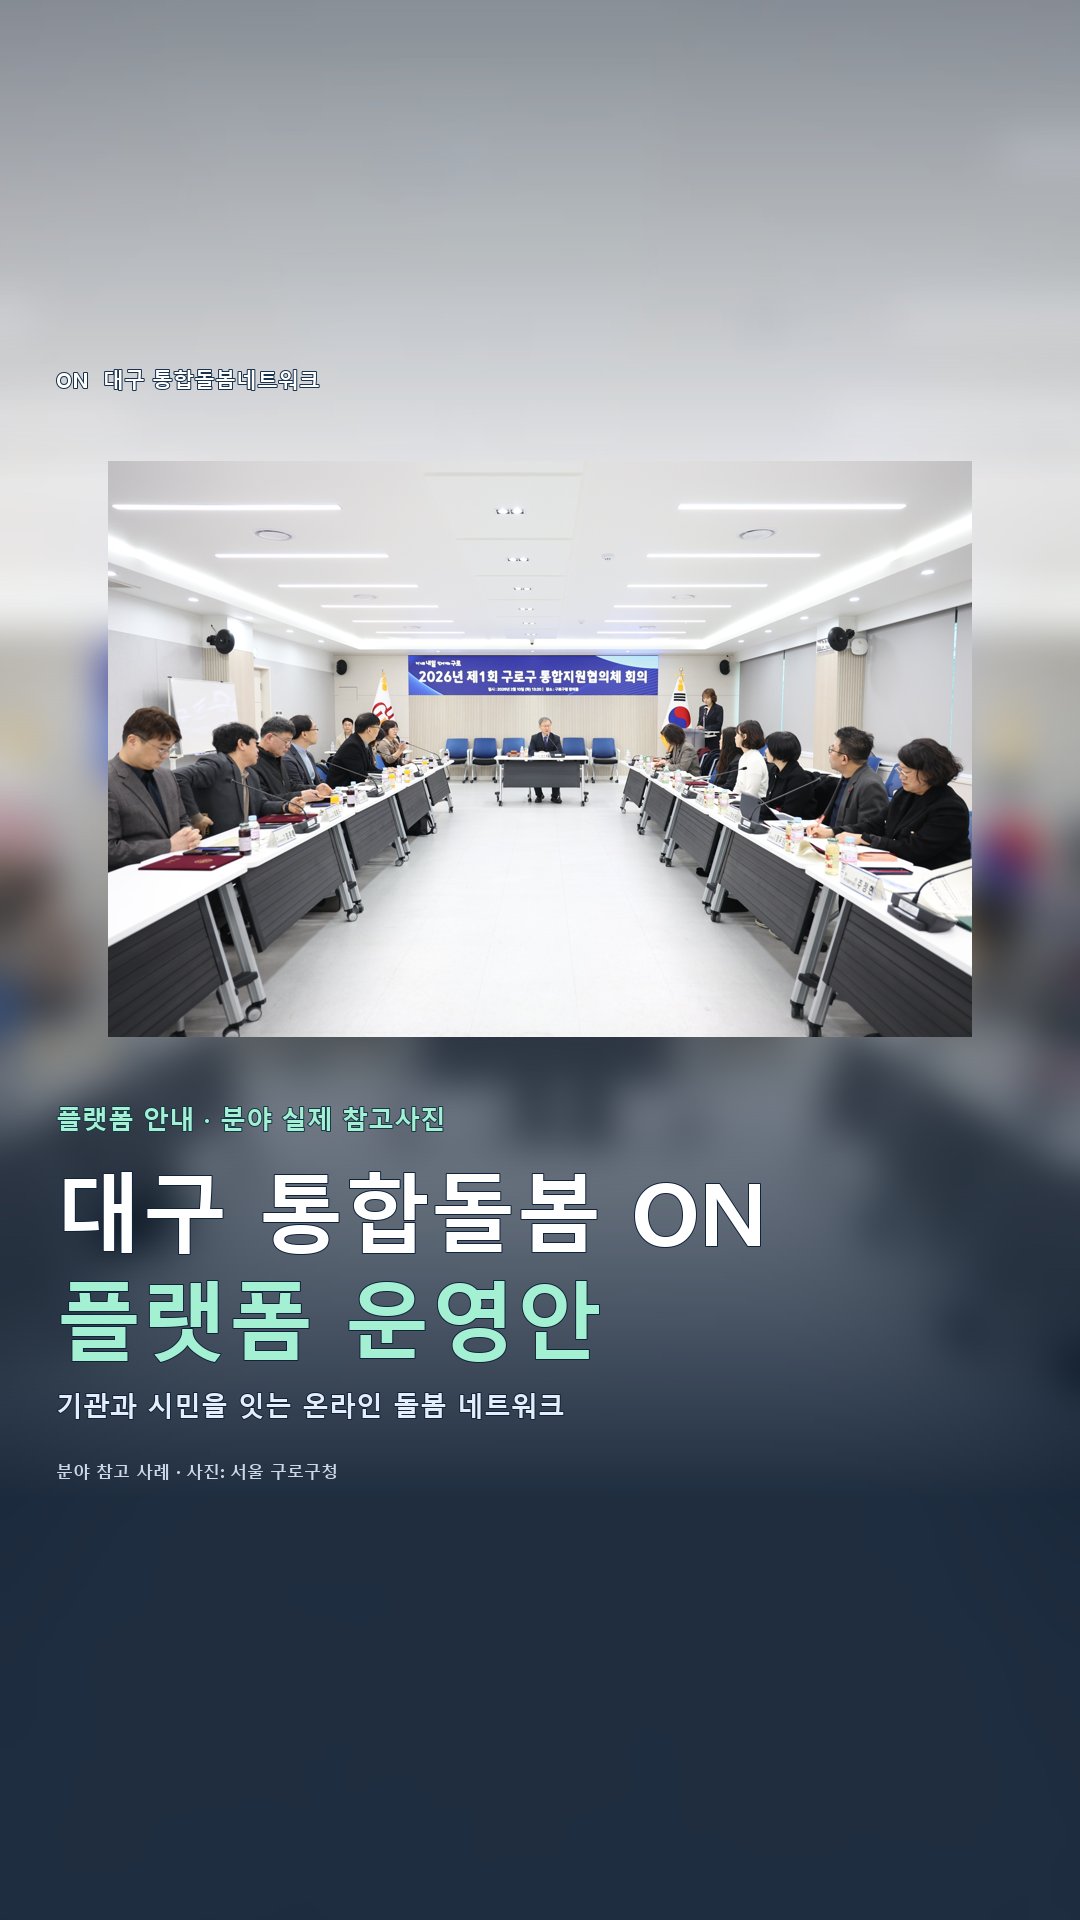 ON 대구 통합돌봄네트워크
2026년 제1회 구로구 통합지원협의체 회의
플랫폼 안내 · 분야 실제 참고사진
대구 통합돌봄 ON
플랫폼 운영안
기관과 시민을 잇는 온라인 돌봄 네트워크
분야 참고 사례 · 사진: 서울 구로구청